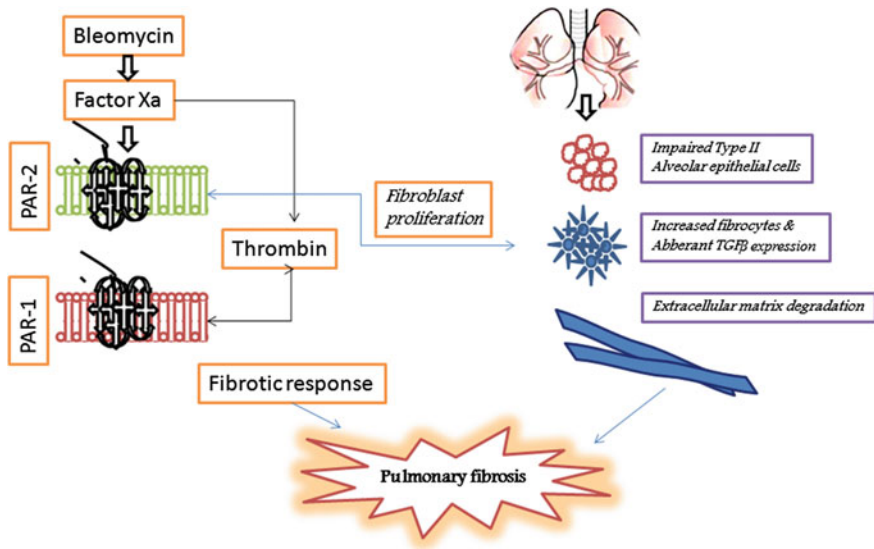 Bleomycin
Factor Xa
PAR-2
PAR-1
Thrombin
Fibroblast
proliferation
Impaired Type II
Alveolar epithelial cells
Increased fibrocytes &
Abberant TGFβ expression
Extracellular matrix degradation
Fibrotic response
Pulmonary fibrosis